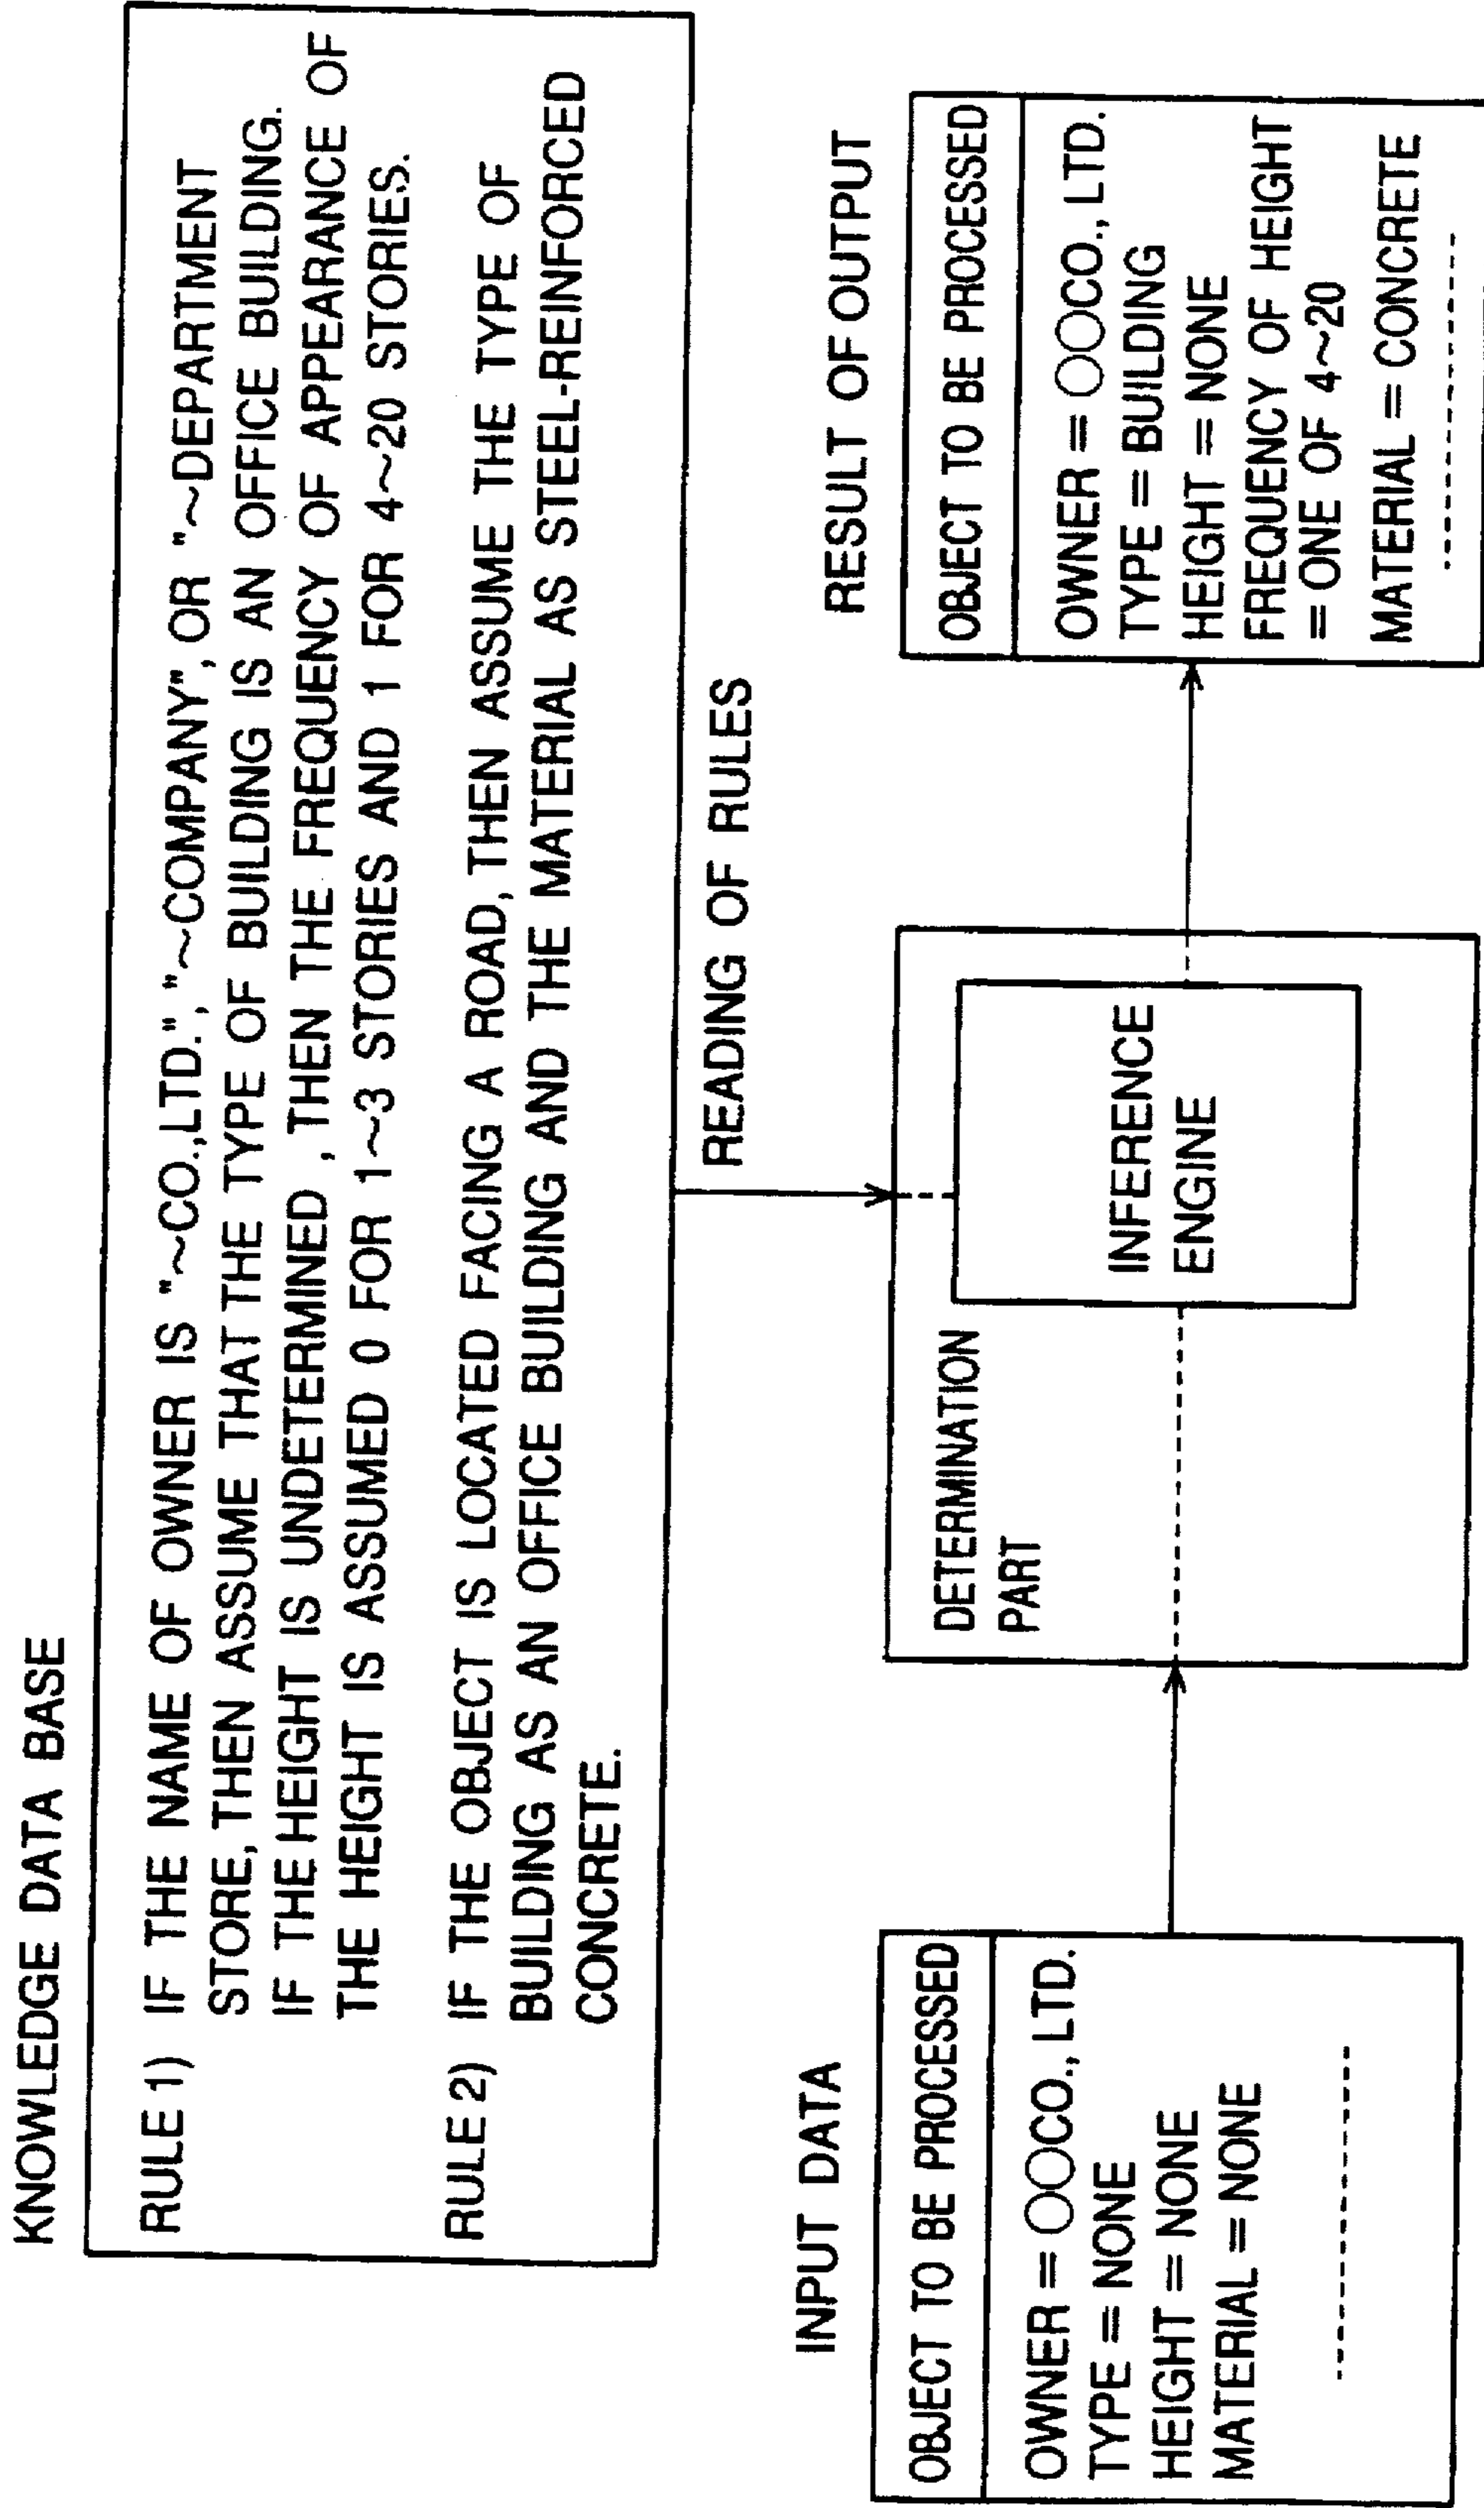 KNOWLEDGE DATA BASE
RULE 1) IF THE NAME OF OWNER IS "~CO.,LTD.","~COMPANY", OR "~DEPARTMENT
STORE, THEN ASSUME THAT THE TYPE OF BUILDING IS AN OFFICE BUILDING.
IF THE HEIGHT IS UNDETERMINED , THEN THE FREQUENCY OF APPEARANCE OF
THE HEIGHT IS ASSUMED 0 FOR 1~3 STORIES AND 1 FOR 4~20 STORIES.
RULE 2) IF THE OBJECT IS LOCATED FACING A ROAD, THEN ASSUME THE TYPE OF
BUILDING AS AN OFFICE BUILDING AND THE MATERIAL AS STEEL-REINFORCED
CONCRETE.
READING OF RULES
INPUT DATA
OBJECT TO BE PROCESSED
OWNER = ○○○CO., LTD.
TYPE = NONE
HEIGHT = NONE
MATERIAL = NONE
DETERMINATION
PART
INFERENCE
ENGINE
RESULT OF OUTPUT
OBJECT TO BE PROCESSED
OWNER = ○○○CO., LTD.
TYPE = BUILDING
HEIGHT = NONE
FREQUENCY OF HEIGHT
= ONE OF 4~20
MATERIAL = CONCRETE